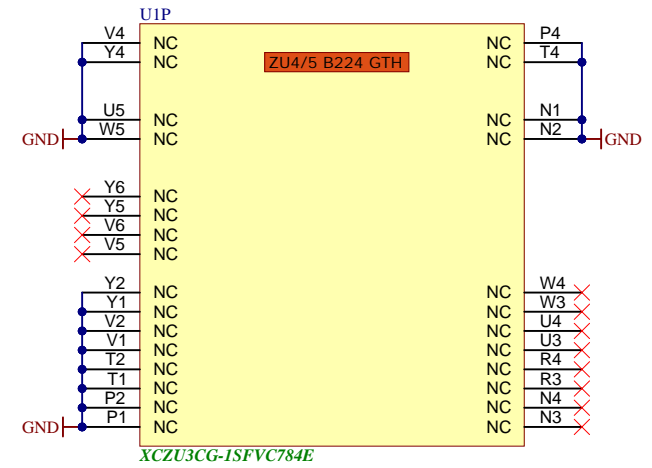 U1P
V4 NC NC P4
Y4 NC ZU4/5 B224 GTH NC T4
U5 NC NC N1
GND W5 NC NC N2 GND
Y6 NC
Y5 NC
V6 NC
V5 NC
Y2 NC NC W4
Y1 NC NC W3
V2 NC NC U4
V1 NC NC U3
T2 NC NC R4
T1 NC NC R3
P2 NC NC N4
GND P1 NC NC N3
XCZU3CG-1SFVC784E